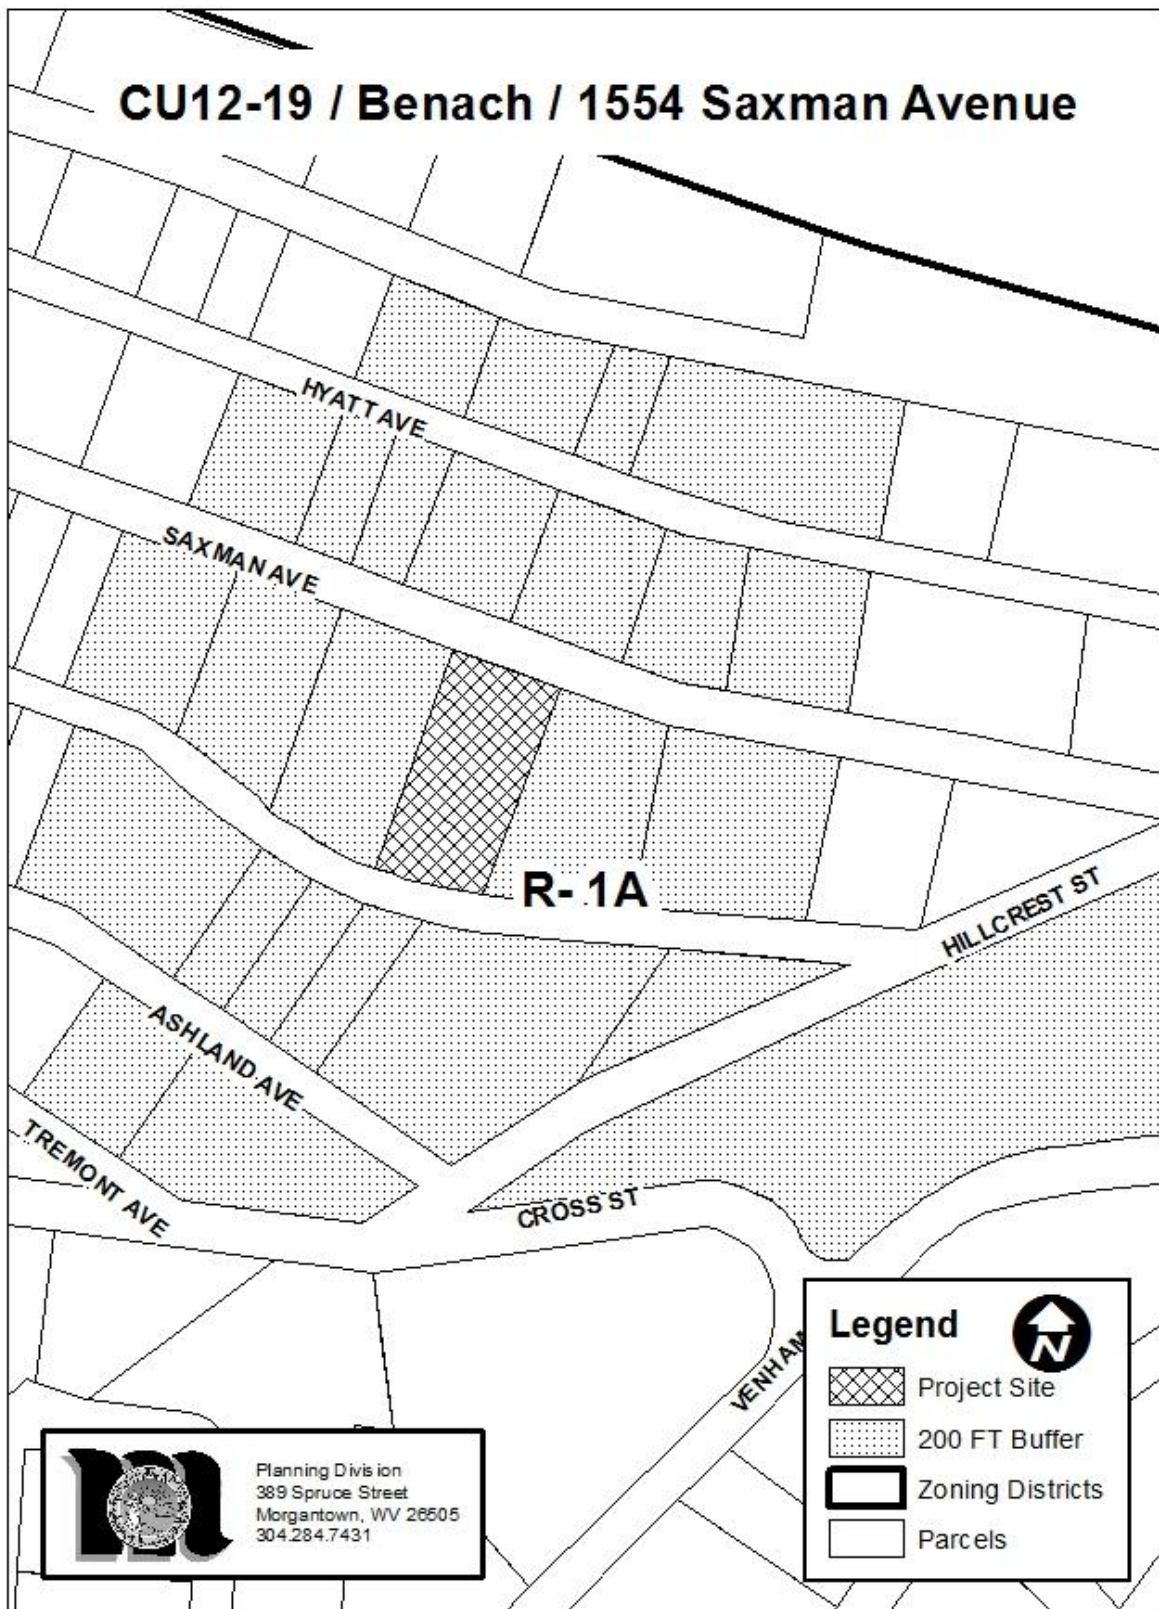 CU12-19 / Benach / 1554 Saxman Avenue
HYATT AVE
SAXMAN AVE
R-1A
HILLCREST ST
ASHLAND AVE
TREMONT AVE
CROSS ST
VENHAM
Legend
N
Project Site
200 FT Buffer
Zoning Districts
Parcels
Planning Division
389 Spruce Street
Morgantown, WV 26505
304.284.7431